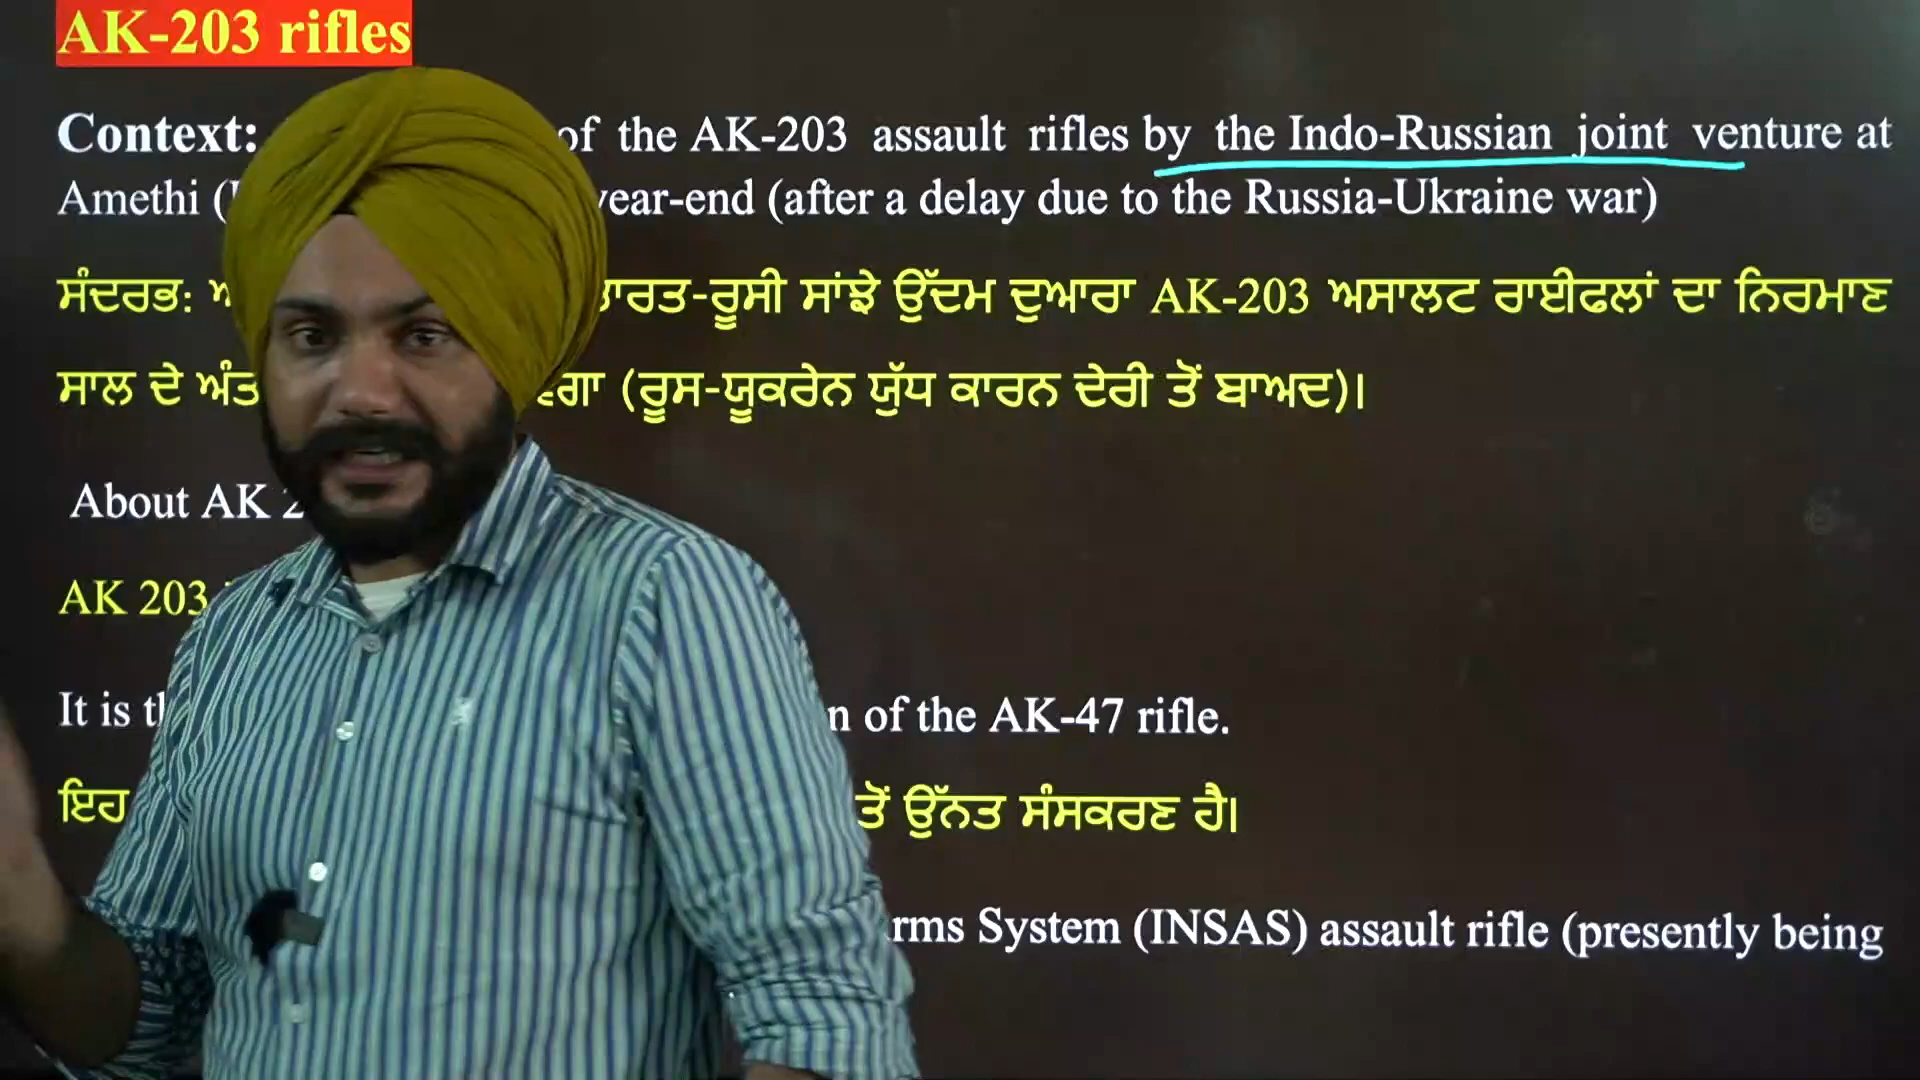 AK-203 rifles
Context: of the AK-203 assault rifles by the Indo-Russian joint venture at
Amethi ( year-end (after a delay due to the Russia-Ukraine war)
ਸੰਦਰਭ: ਭਾਰਤ-ਰੂਸੀ ਸਾਂਝੇ ਉੱਦਮ ਦੁਆਰਾ AK-203 ਅਸਾਲਟ ਰਾਈਫਲਾਂ ਦਾ ਨਿਰਮਾਣ
ਸਾਲ ਦੇ ਅੰਤ (ਰੂਸ-ਯੂਕਰੇਨ ਯੁੱਧ ਕਾਰਨ ਦੇਰੀ ਤੋਂ ਬਾਅਦ)।
About AK
AK 203
It is of the AK-47 rifle.
ਇਹ ਤੋਂ ਉੱਨਤ ਸੰਸਕਰਣ ਹੈ।
System (INSAS) assault rifle (presently being